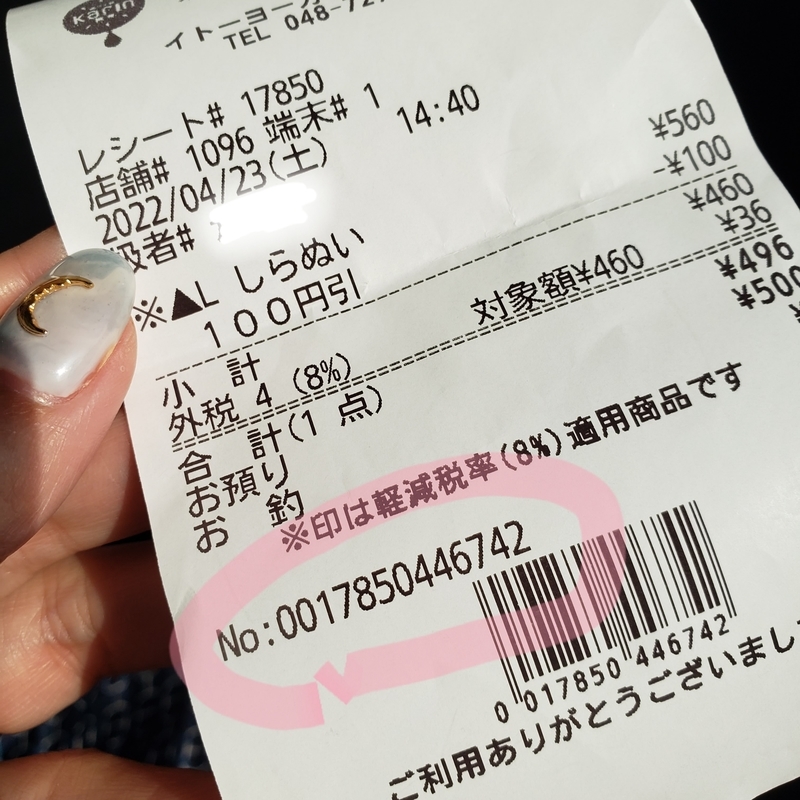 karin
イトーヨーカ
TEL 048-72
レシート# 17850
店舗# 1096 端末# 1
2022/04/23(土) 14:40
扱者#
※▲L しらぬい ¥560
100円引 -¥100
小 計 ¥460
外税 4 (8%) 対象額¥460 ¥36
合 計(1 点) ¥496
お預り ¥500
お 釣 ¥
※印は軽減税率(8%)適用商品です
No:0017850446742
0 017850 446742
ご利用ありがとうございまし